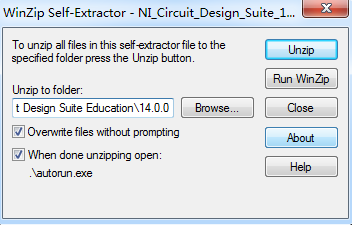 WinZip Self-Extractor - NI_Circuit_Design_Suite_1...
To unzip all files in this self-extractor file to the
specified folder press the Unzip button.
Unzip to folder:
t Design Suite Education\14.0.0
Browse...
Overwrite files without prompting
When done unzipping open:
.\autorun.exe
Unzip
Run WinZip
Close
About
Help